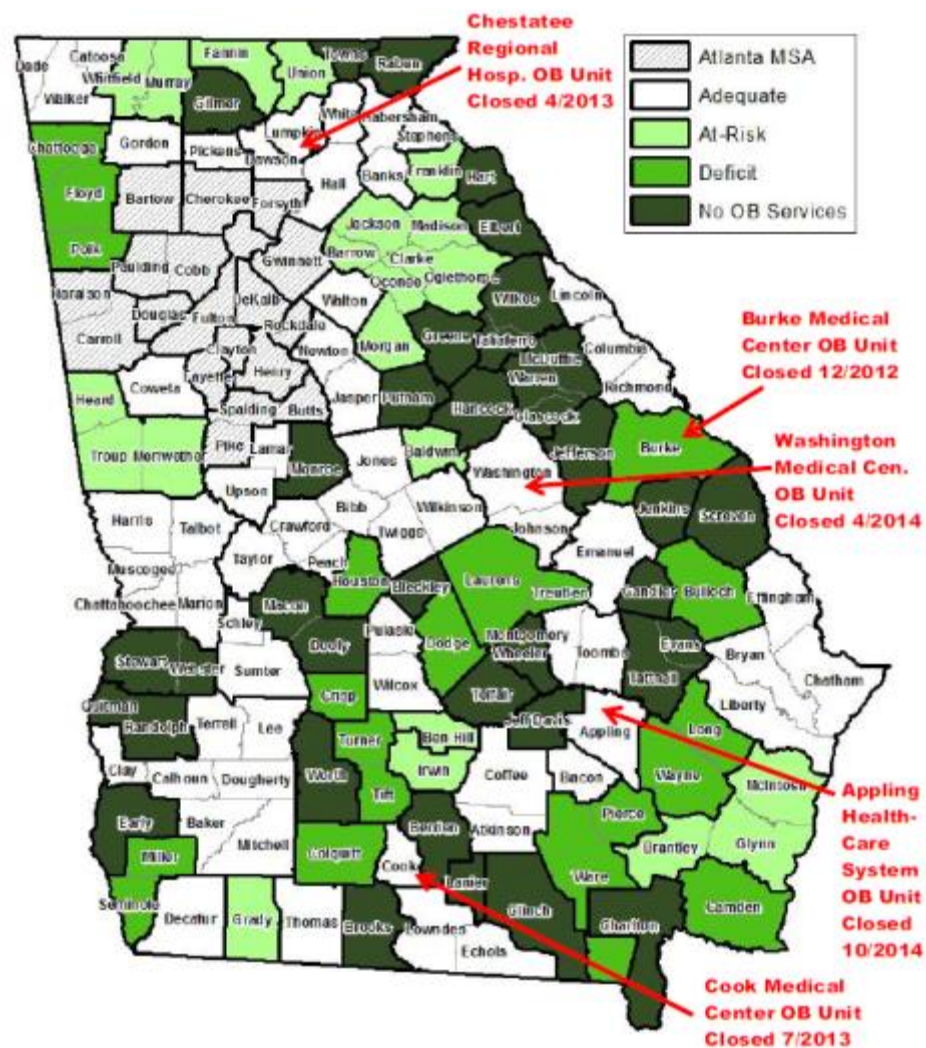 Chestatee
Regional
Hosp. OB Unit
Closed 4/2013
Atlanta MSA
Adequate
At-Risk
Deficit
No OB Services
Burke Medical
Center OB Unit
Closed 12/2012
Washington
Medical Cen.
OB Unit
Closed 4/2014
Appling
Health-
Care
System
OB Unit
Closed
10/2014
Cook Medical
Center OB Unit
Closed 7/2013
Dade
Catoosa
Whitfield
Murray
Fannin
Union
Towns
Rabun
Walker
Gilmer
White
Habersham
Lumpkin
Stephens
Chattooga
Gordon
Pickens
Dawson
Hall
Banks
Franklin
Hart
Floyd
Bartow
Cherokee
Forsyth
Jackson
Madison
Elbert
Polk
Paulding
Cobb
Gwinnett
Barrow
Clarke
Oconee
Oglethorpe
Wilkes
Lincoln
Haralson
Douglas
Fulton
DeKalb
Rockdale
Walton
Morgan
Greene
Taliaferro
McDuffie
Columbia
Carroll
Clayton
Fayette
Henry
Newton
Warren
Richmond
Heard
Coweta
Spalding
Butts
Jasper
Putnam
Hancock
Glascock
Jefferson
Burke
Troup
Meriwether
Pike
Lamar
Monroe
Jones
Baldwin
Washington
Jenkins
Screven
Upson
Harris
Talbot
Crawford
Bibb
Twiggs
Wilkinson
Johnson
Emanuel
Muscogee
Taylor
Peach
Houston
Bleckley
Laurens
Treutlen
Candler
Bulloch
Effingham
Chattahoochee
Marion
Schley
Macon
Dooly
Pulaski
Dodge
Montgomery
Wheeler
Toombs
Evans
Tattnall
Bryan
Chatham
Stewart
Webster
Sumter
Crisp
Wilcox
Telfair
Jeff Davis
Appling
Liberty
Long
Quitman
Randolph
Terrell
Lee
Turner
Ben Hill
Irwin
Coffee
Bacon
Wayne
McIntosh
Clay
Calhoun
Dougherty
Worth
Tift
Early
Baker
Mitchell
Berrien
Atkinson
Pierce
Brantley
Glynn
Miller
Colquitt
Cook
Lanier
Ware
Camden
Seminole
Decatur
Grady
Thomas
Brooks
Lowndes
Echols
Clinch
Charlton